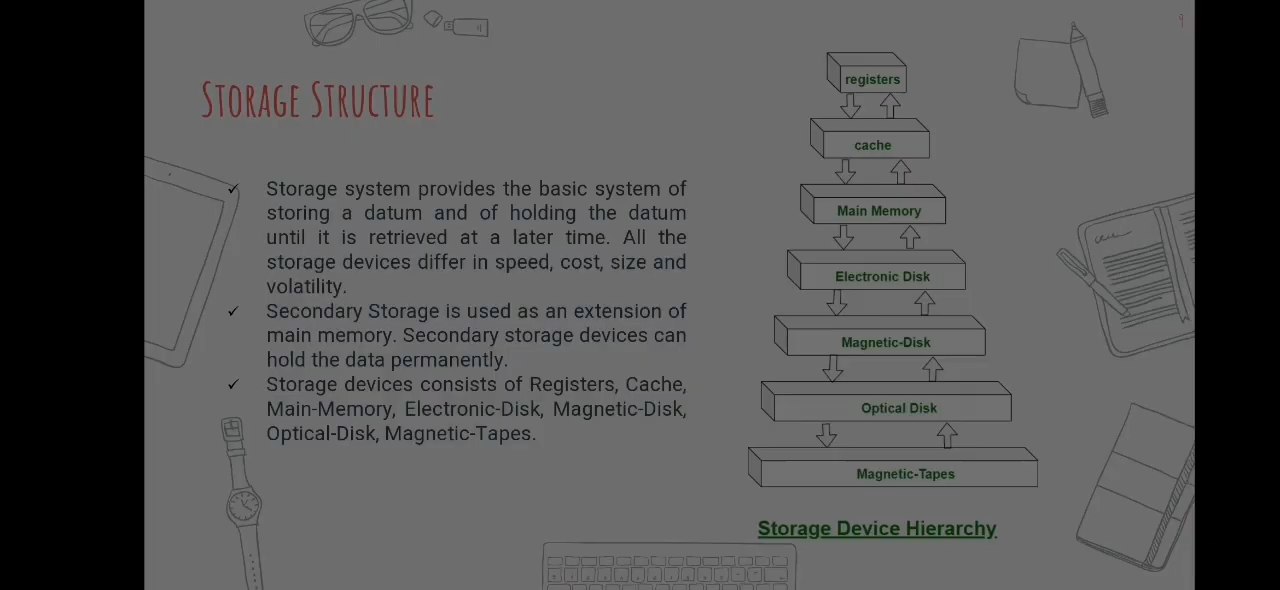 9
STORAGE STRUCTURE
✓ Storage system provides the basic system of
storing a datum and of holding the datum
until it is retrieved at a later time. All the
storage devices differ in speed, cost, size and
volatility.
✓ Secondary Storage is used as an extension of
main memory. Secondary storage devices can
hold the data permanently.
✓ Storage devices consists of Registers, Cache,
Main-Memory, Electronic-Disk, Magnetic-Disk,
Optical-Disk, Magnetic-Tapes.
registers
cache
Main Memory
Electronic Disk
Magnetic-Disk
Optical Disk
Magnetic-Tapes
Storage Device Hierarchy